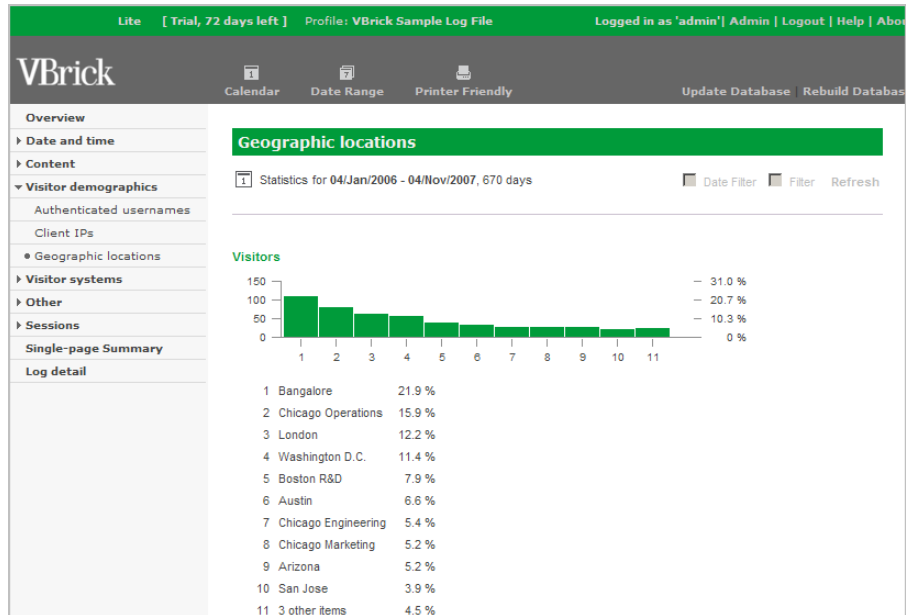 Lite [ Trial, 72 days left ] Profile: VBrick Sample Log File Logged in as 'admin'| Admin | Logout | Help |
VBrick
1 7
Calendar Date Range Printer Friendly Update Database | Rebuild
Overview
Date and time
Content
Visitor demographics
Authenticated usernames
Client IPs
Geographic locations
Visitor systems
Other
Sessions
Single-page Summary
Log detail
Geographic locations
1 Statistics for 04/Jan/2006 - 04/Nov/2007, 670 days Date Filter Filter Refresh
Visitors
150 31.0 %
100 20.7 %
50 10.3 %
0 0 %
1 2 3 4 5 6 7 8 9 10 11
1 Bangalore 21.9 %
2 Chicago Operations 15.9 %
3 London 12.2 %
4 Washington D.C. 11.4 %
5 Boston R&D 7.9 %
6 Austin 6.6 %
7 Chicago Engineering 5.4 %
8 Chicago Marketing 5.2 %
9 Arizona 5.2 %
10 San Jose 3.9 %
11 3 other items 4.5 %